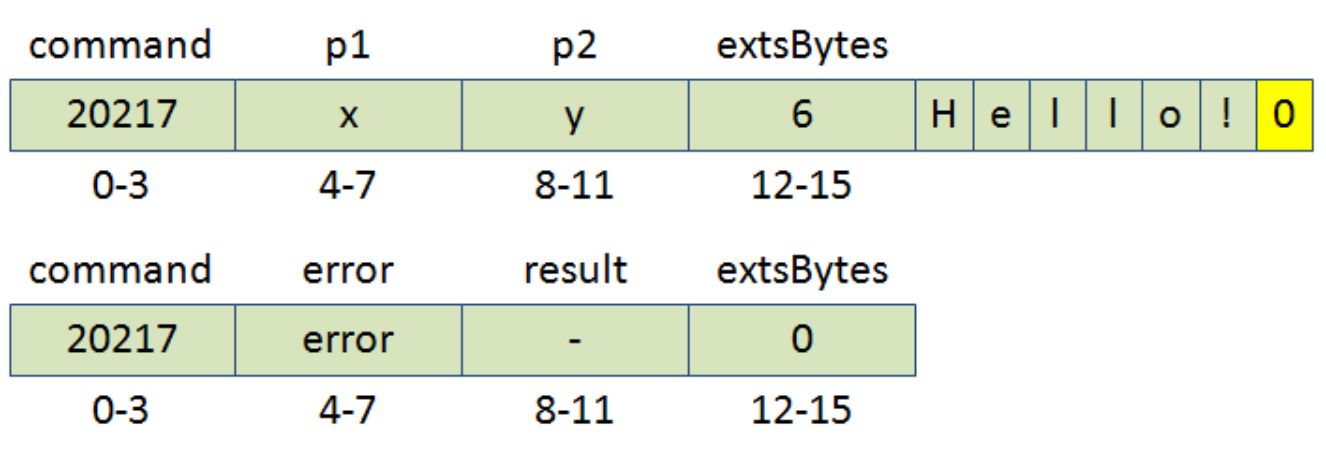 command p1 p2 extsBytes
20217 x y 6 H e l l o ! 0
0-3 4-7 8-11 12-15
command error result extsBytes
20217 error - 0
0-3 4-7 8-11 12-15